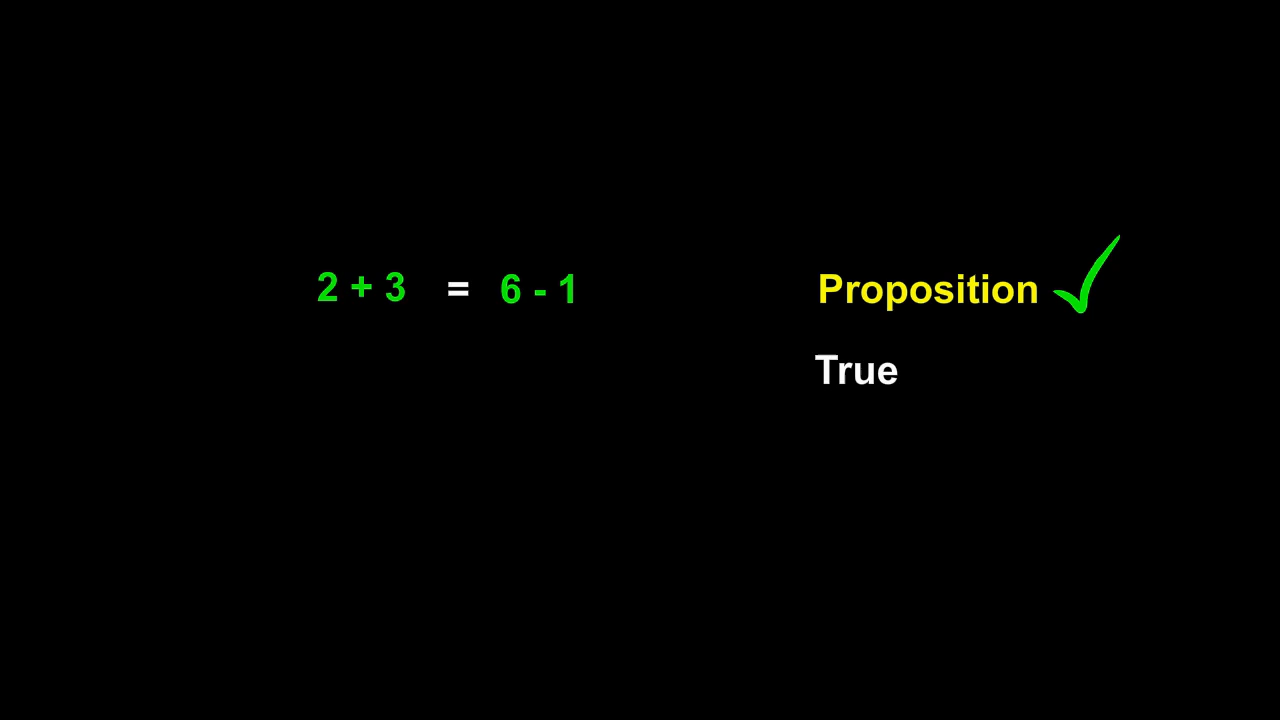 2 + 3 = 6 - 1 Proposition
True